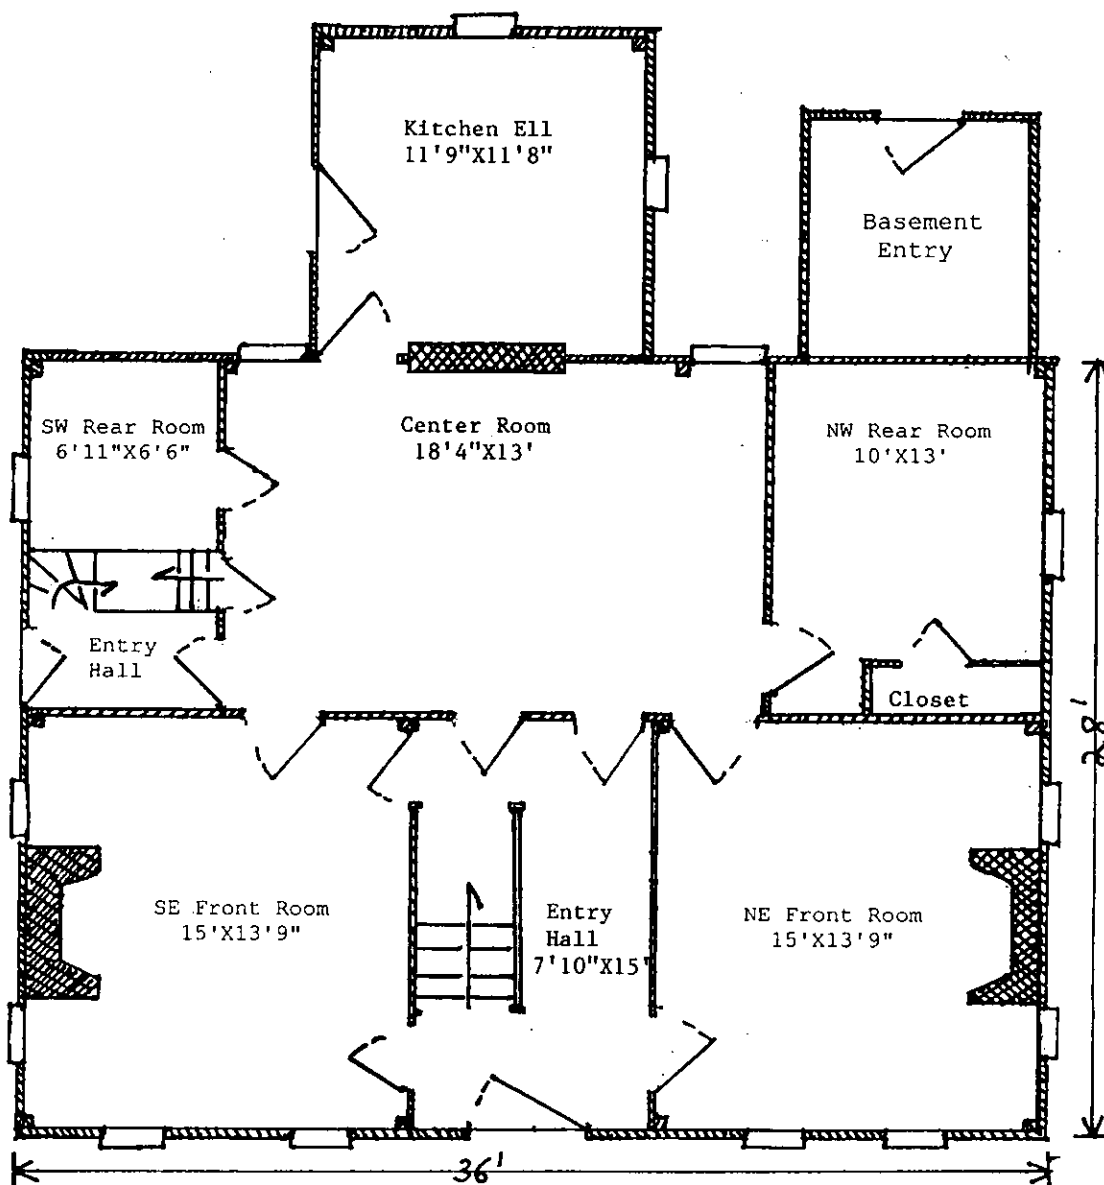 Kitchen Ell
11'9"X11'8"
Basement
Entry
SW Rear Room
6'11"X6'6"
Center Room
18'4"X13'
NW Rear Room
10'X13'
Entry
Hall
Closet
28'
SE Front Room
15'X13'9"
Entry
Hall
7'10"X15'
NE Front Room
15'X13'9"
36'